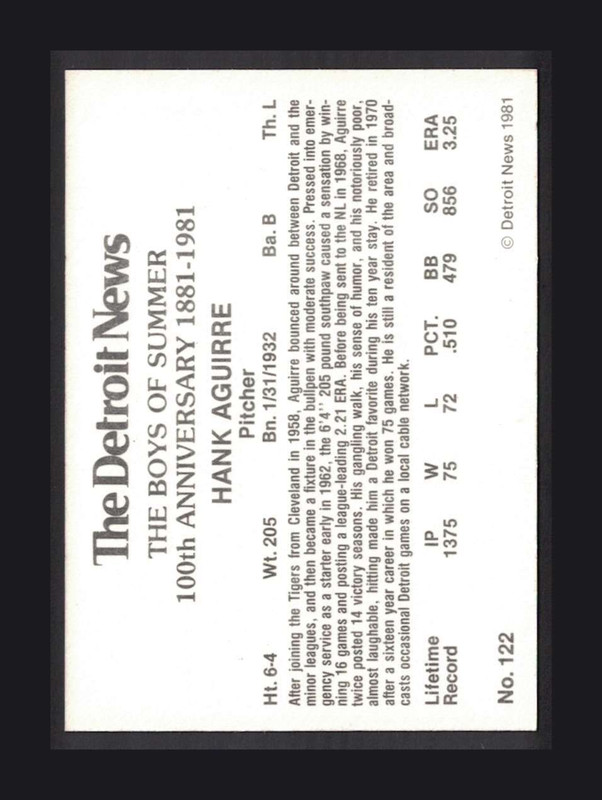 The Detroit News
THE BOYS OF SUMMER
100th ANNIVERSARY 1881-1981
HANK AGUIRRE
Pitcher
Ht. 6-4 Wt. 205 Bn. 1/31/1932 Ba. B Th. L
After joining the Tigers from Cleveland in 1958, Aguirre bounced around between Detroit and the
minor leagues, and then became a fixture in the bullpen with moderate success. Pressed into emer-
gency service as a starter early in 1962, the 6'4'' 205 pound southpaw caused a sensation by win-
ning 16 games and posting a league-leading 2.21 ERA. Before being sent to the NL in 1968, Aguirre
twice posted 14 victory seasons. His gangling walk, his sense of humor, and his notoriously poor,
almost laughable, hitting made him a Detroit favorite during his ten year stay. He retired in 1970
after a sixteen year career in which he won 75 games. He is still a resident of the area and broad-
casts occasional Detroit games on a local cable network.
Lifetime IP W L PCT. BB SO ERA
Record 1375 75 72 .510 479 856 3.25
No. 122 © Detroit News 1981